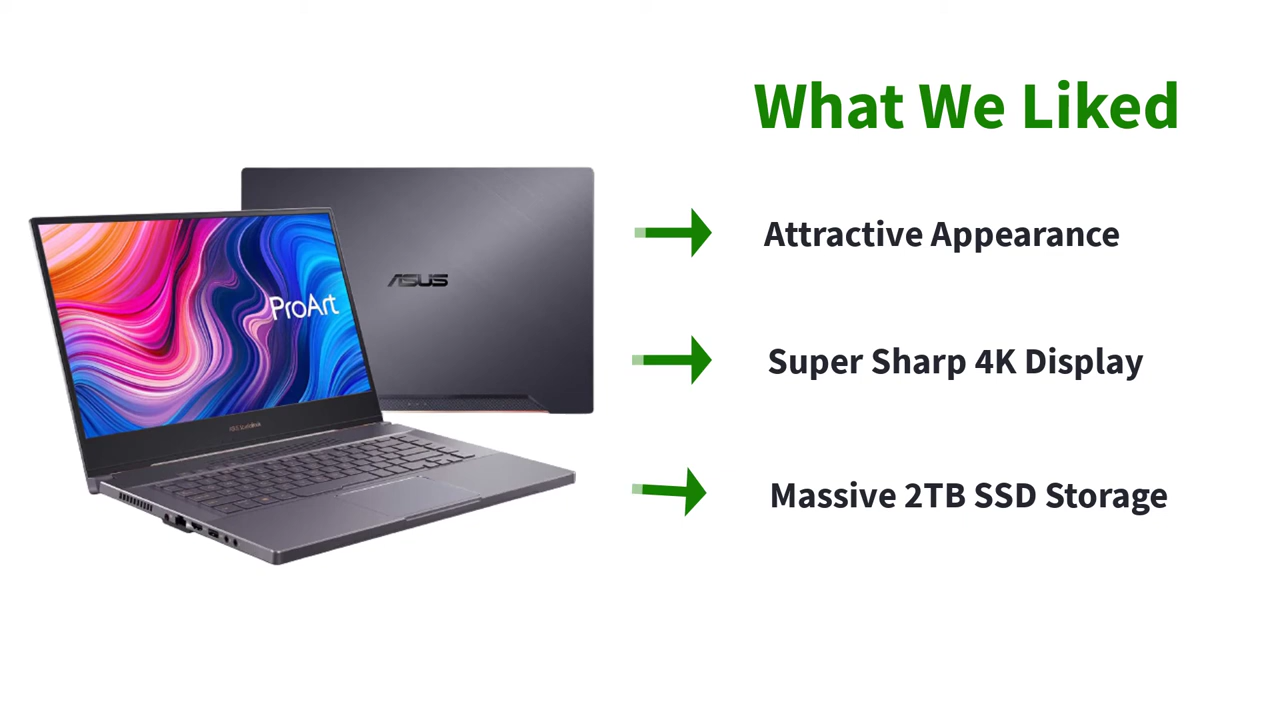 What We Liked
ASUS
Attractive Appearance
ProArt
Super Sharp 4K Display
Massive 2TB SSD Storage